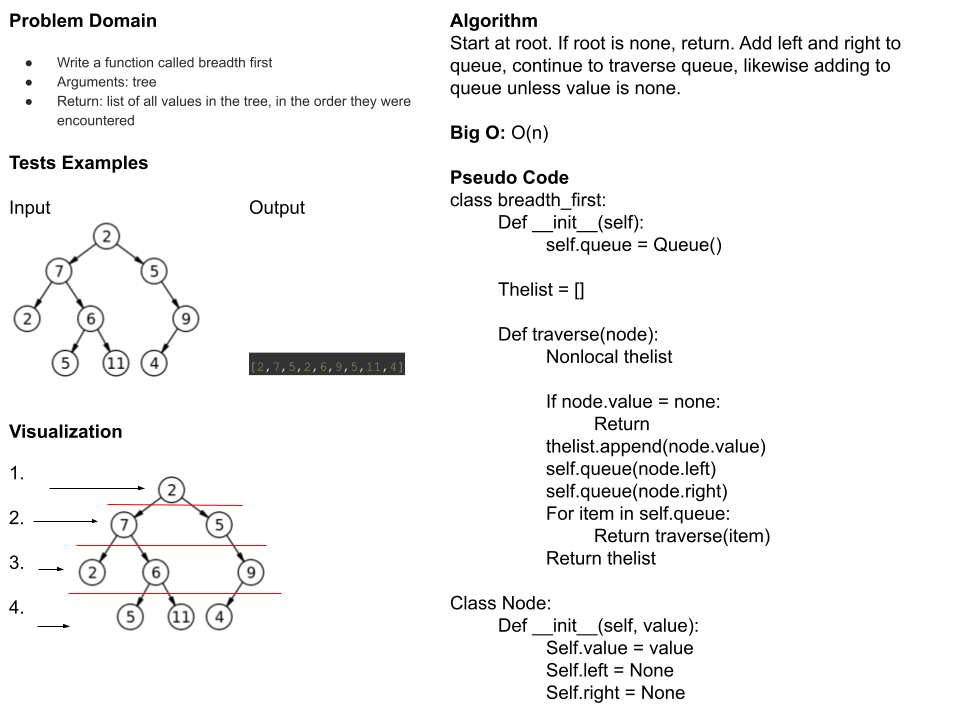 Problem Domain
● Write a function called breadth first
● Arguments: tree
● Return: list of all values in the tree, in the order they were
encountered
Tests Examples
Input Output
2
7 5
2 6 9
5 11 4
[2,7,5,2,6,9,5,11,4]
Visualization
1. 2
2. 7 5
3. 2 6 9
4. 5 11 4
Algorithm
Start at root. If root is none, return. Add left and right to
queue, continue to traverse queue, likewise adding to
queue unless value is none.
Big O: O(n)
Pseudo Code
class breadth_first:
Def __init__(self):
self.queue = Queue()
Thelist = []
Def traverse(node):
Nonlocal thelist
If node.value = none:
Return
thelist.append(node.value)
self.queue(node.left)
self.queue(node.right)
For item in self.queue:
Return traverse(item)
Return thelist
Class Node:
Def __init__(self, value):
Self.value = value
Self.left = None
Self.right = None